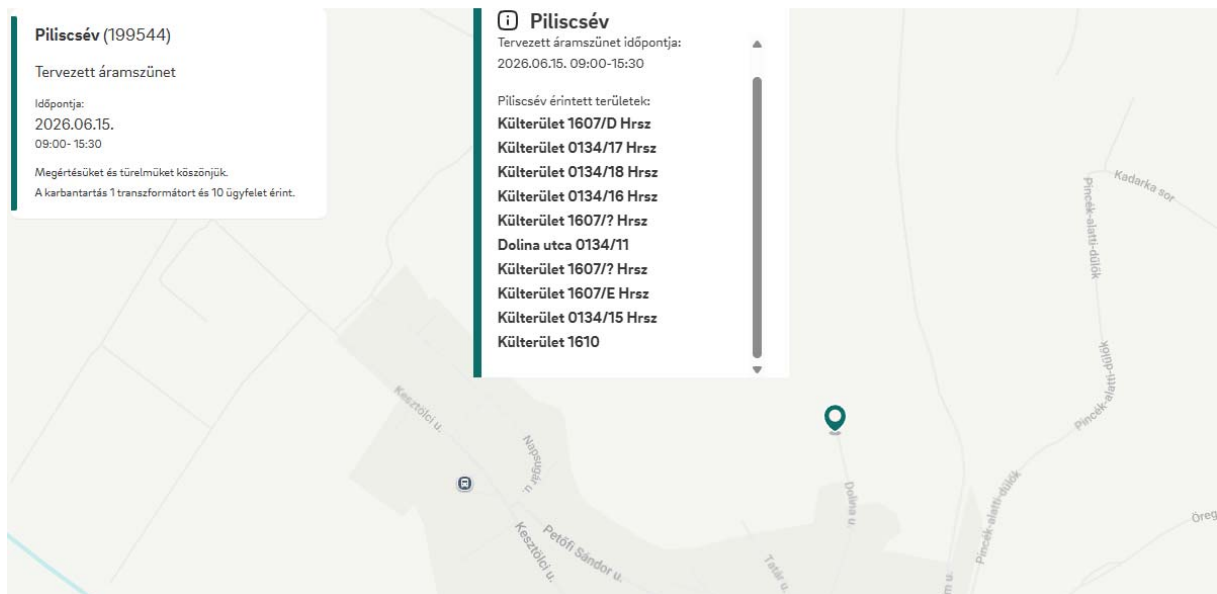 Piliscsév (199544)
Tervezett áramszünet
Időpontja:
2026.06.15.
09:00- 15:30
Megértésüket és türelmüket köszönjük.
A karbantartás 1 transzformátort és 10 ügyfelet érint.
Piliscsév
Tervezett áramszünet időpontja:
2026.06.15. 09:00-15:30
Piliscsév érintett területek:
Külterület 1607/D Hrsz
Külterület 0134/17 Hrsz
Külterület 0134/18 Hrsz
Külterület 0134/16 Hrsz
Külterület 1607/? Hrsz
Dolina utca 0134/11
Külterület 1607/? Hrsz
Külterület 1607/E Hrsz
Külterület 0134/15 Hrsz
Külterület 1610
Kadarka sor
Pincék-alatti-dűlők
Pincék-alatti-dűlők
Kesztölci u.
Napsugár u.
Dolina u.
Pincék-alatti-dűlők
Öreg
Kesztölci u.
Petőfi Sándor u.
Tatár u.
m u.